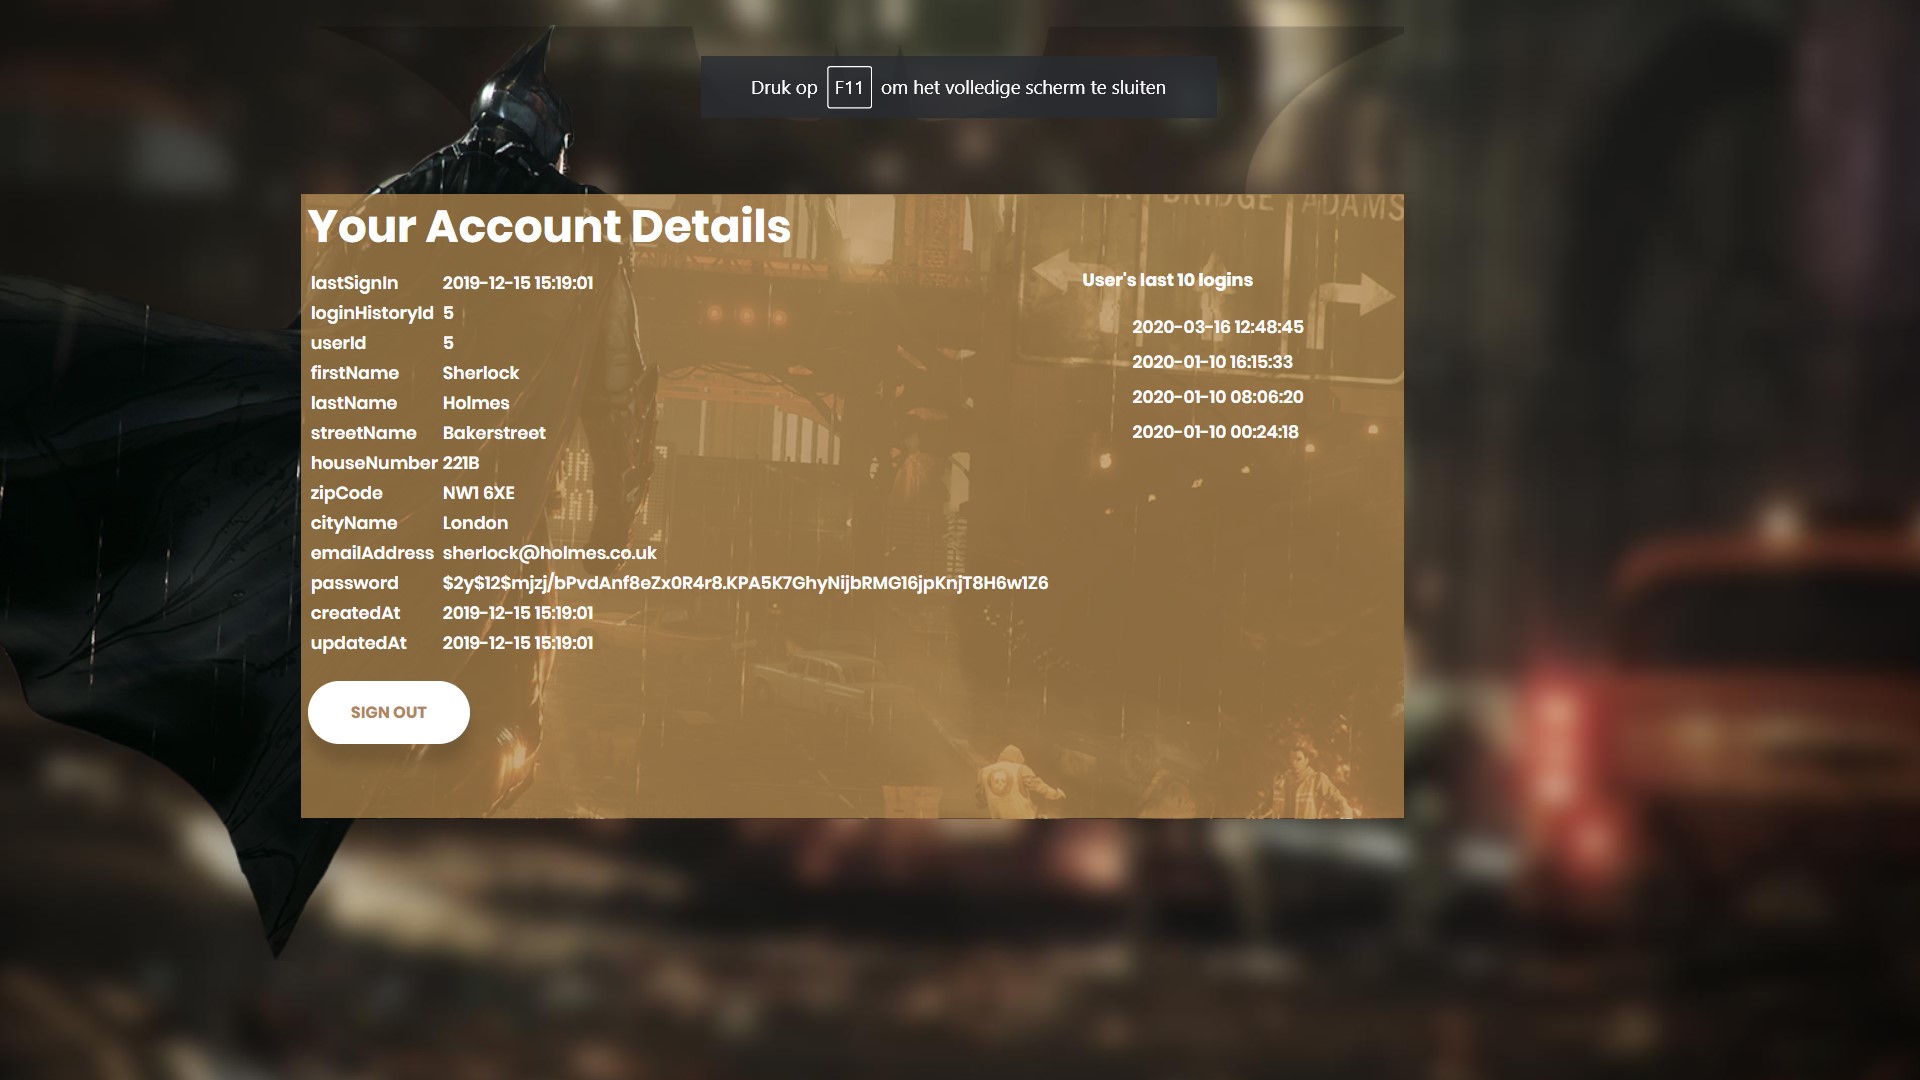 Druk op F11 om het volledige scherm te sluiten
BRIDGE ADAMS
Your Account Details
lastSignIn 2019-12-15 15:19:01
loginHistoryId 5
userId 5
firstName Sherlock
lastName Holmes
streetName Bakerstreet
houseNumber 221B
zipCode NW1 6XE
cityName London
emailAddress sherlock@holmes.co.uk
password $2y$12$mjzj/bPvdAnf8eZx0R4r8.KPA5K7GhyNijbRMG16jpKnjT8H6w1Z6
createdAt 2019-12-15 15:19:01
updatedAt 2019-12-15 15:19:01
User's last 10 logins
2020-03-16 12:48:45
2020-01-10 16:15:33
2020-01-10 08:06:20
2020-01-10 00:24:18
SIGN OUT